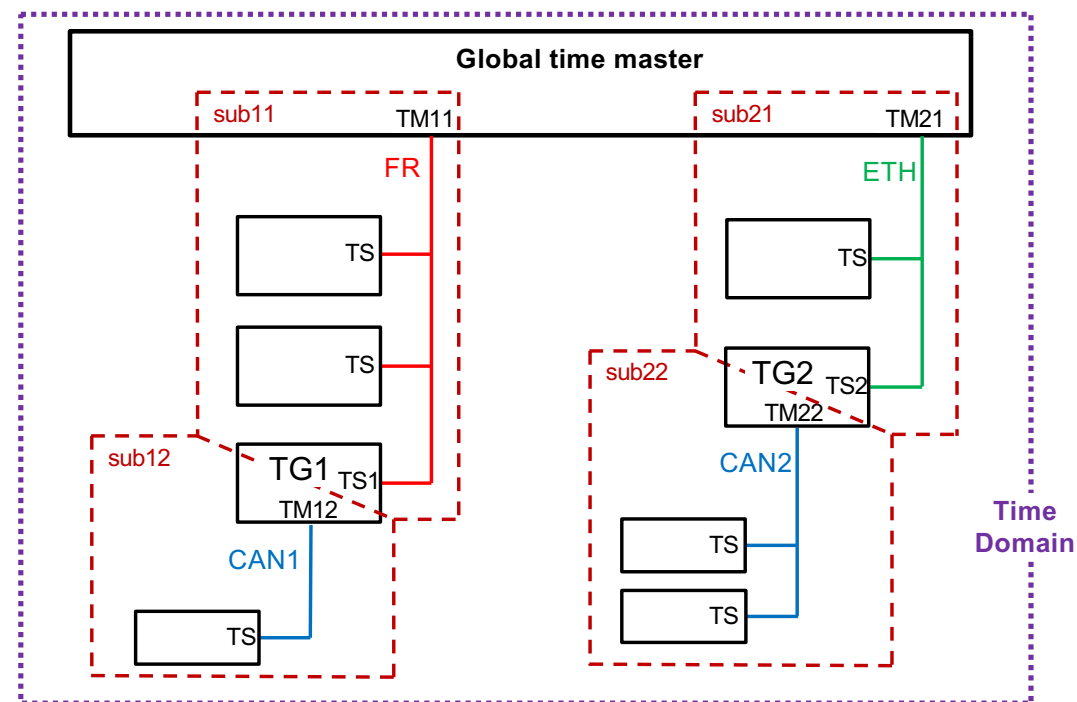 Global time master
sub11
TM11
sub21
TM21
FR
ETH
TS
TS
TS
sub22
TG2
TS2
TM22
sub12
TG1
TS1
TM12
CAN2
CAN1
Time
Domain
TS
TS
TS